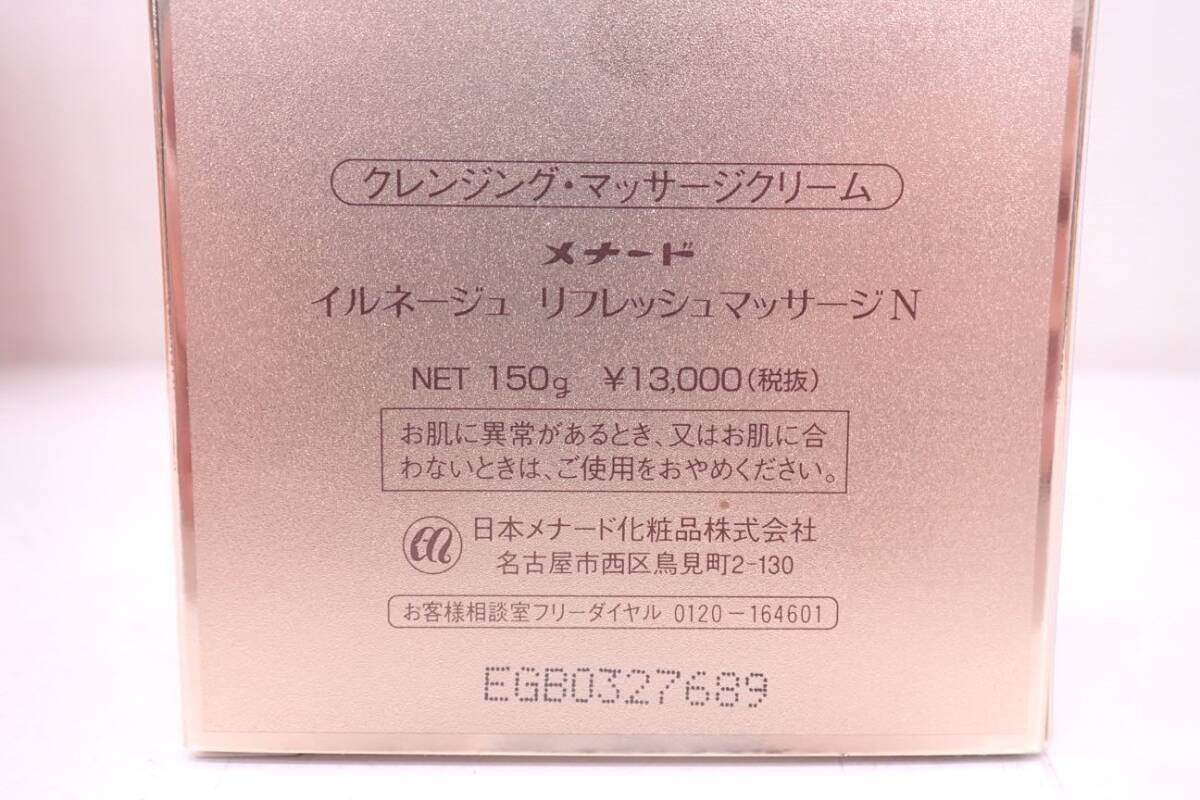 クレンジング・マッサージクリーム
メナード
イルネージュ リフレッシュマッサージN
NET 150g ¥13,000(税抜)
お肌に異常があるとき、又はお肌に合
わないときは、ご使用をおやめください。
日本メナード化粧品株式会社
名古屋市西区鳥見町2-130
お客様相談室フリーダイヤル 0120-164601
EGB0327689